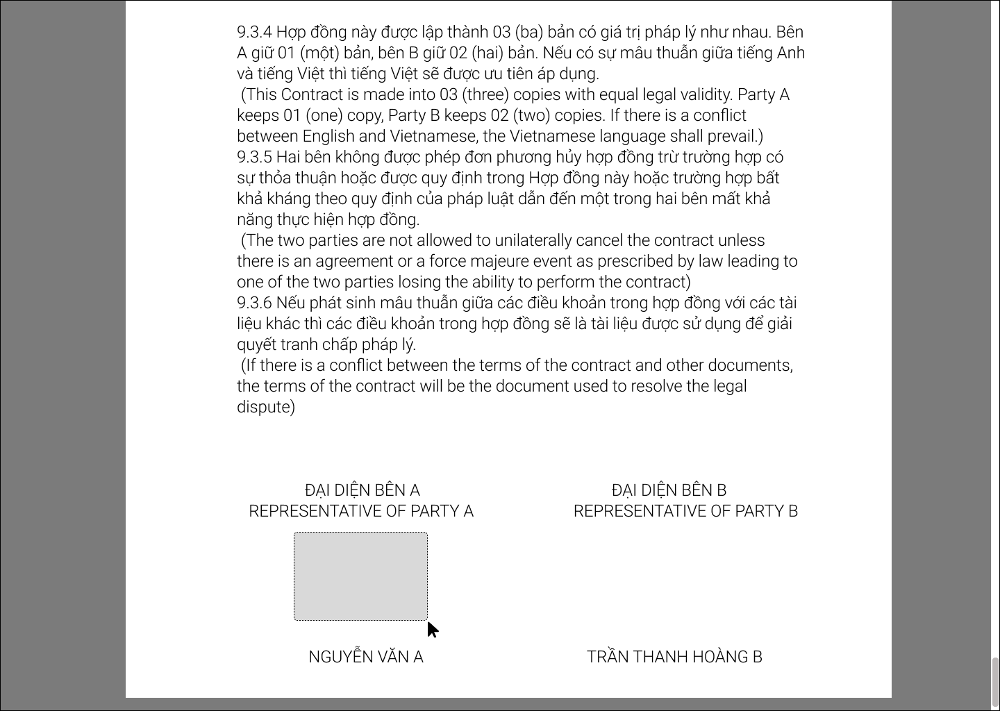 9.3.4 Hợp đồng này được lập thành 03 (ba) bản có giá trị pháp lý như nhau. Bên
A giữ 01 (một) bản, bên B giữ 02 (hai) bản. Nếu có sự mâu thuẫn giữa tiếng Anh
và tiếng Việt thì tiếng Việt sẽ được ưu tiên áp dụng.
(This Contract is made into 03 (three) copies with equal legal validity. Party A
keeps 01 (one) copy, Party B keeps 02 (two) copies. If there is a conflict
between English and Vietnamese, the Vietnamese language shall prevail.)
9.3.5 Hai bên không được phép đơn phương hủy hợp đồng trừ trường hợp có
sự thỏa thuận hoặc được quy định trong Hợp đồng này hoặc trường hợp bất
khả kháng theo quy định của pháp luật dẫn đến một trong hai bên mất khả
năng thực hiện hợp đồng.
(The two parties are not allowed to unilaterally cancel the contract unless
there is an agreement or a force majeure event as prescribed by law leading to
one of the two parties losing the ability to perform the contract)
9.3.6 Nếu phát sinh mâu thuẫn giữa các điều khoản trong hợp đồng với các tài
liệu khác thì các điều khoản trong hợp đồng sẽ là tài liệu được sử dụng để giải
quyết tranh chấp pháp lý.
(If there is a conflict between the terms of the contract and other documents,
the terms of the contract will be the document used to resolve the legal
dispute)
ĐẠI DIỆN BÊN A
REPRESENTATIVE OF PARTY A
ĐẠI DIỆN BÊN B
REPRESENTATIVE OF PARTY B
NGUYỄN VĂN A
TRẦN THANH HOÀNG B